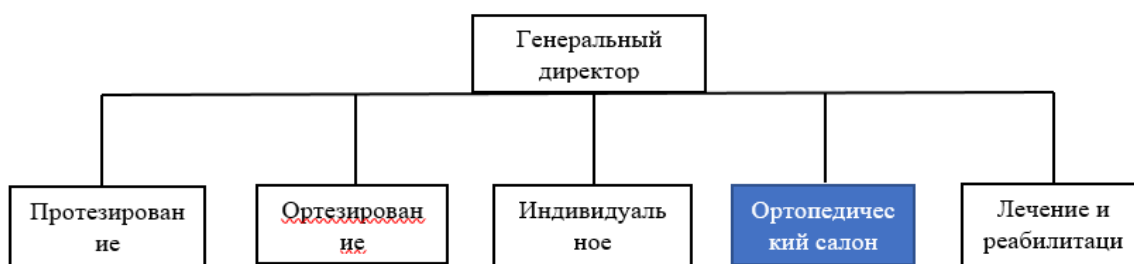 Генеральный
директор
Протезирован
ие
Ортезирован
ие
Индивидуаль
ное
Ортопедичес
кий салон
Лечение и
реабилитаци